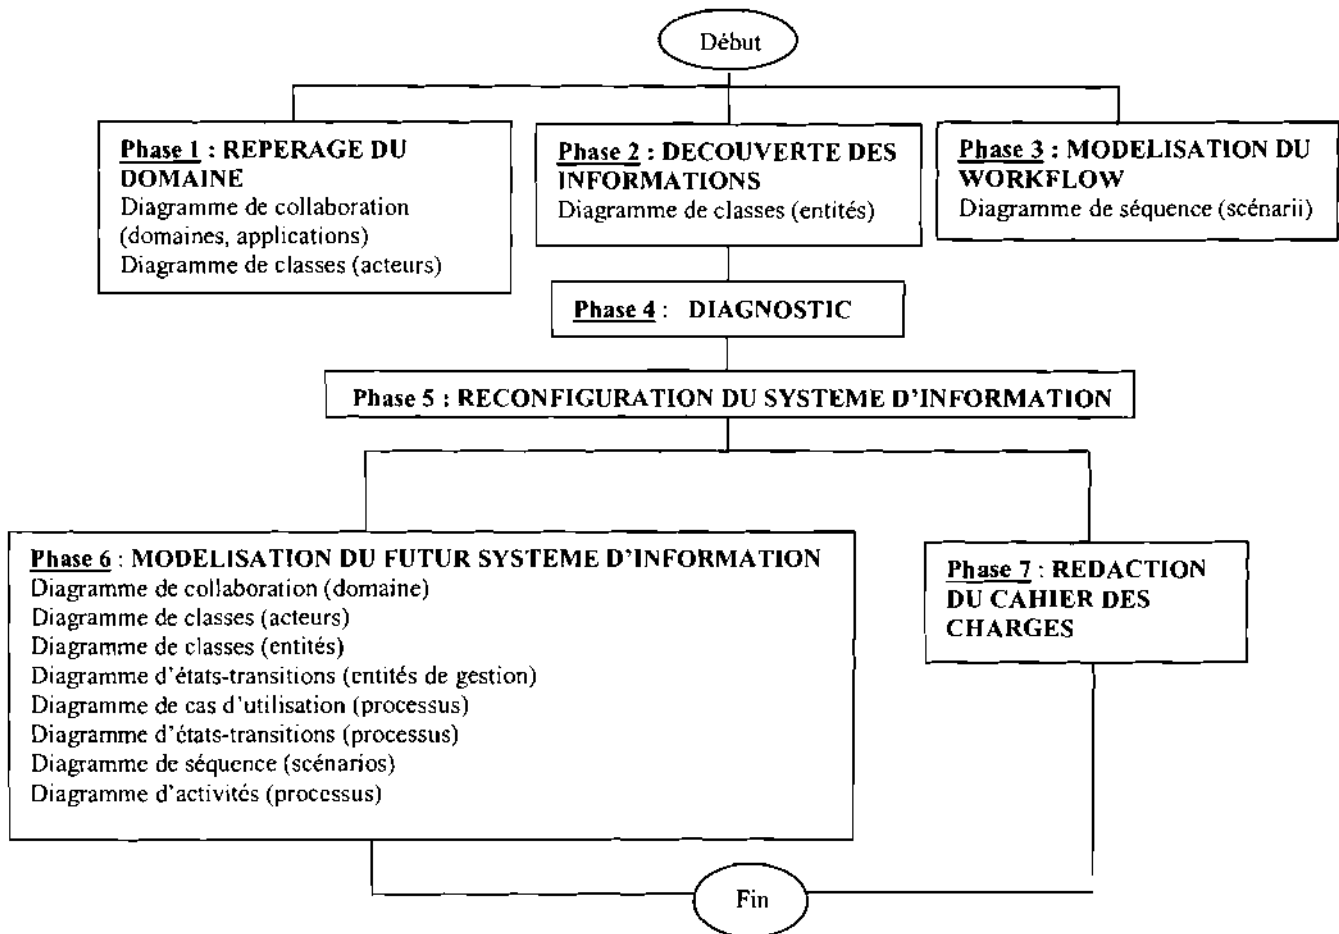 Début
Phase 1 : REPERAGE DU
DOMAINE
Diagramme de collaboration
(domaines, applications)
Diagramme de classes (acteurs)
Phase 2 : DECOUVERTE DES
INFORMATIONS
Diagramme de classes (entités)
Phase 3 : MODELISATION DU
WORKFLOW
Diagramme de séquence (scénarii)
Phase 4 : DIAGNOSTIC
Phase 5 : RECONFIGURATION DU SYSTEME D'INFORMATION
Phase 6 : MODELISATION DU FUTUR SYSTEME D'INFORMATION
Diagramme de collaboration (domaine)
Diagramme de classes (acteurs)
Diagramme de classes (entités)
Diagramme d'états-transitions (entités de gestion)
Diagramme de cas d'utilisation (processus)
Diagramme d'états-transitions (processus)
Diagramme de séquence (scénarios)
Diagramme d'activités (processus)
Phase 7 : REDACTION
DU CAHIER DES
CHARGES
Fin